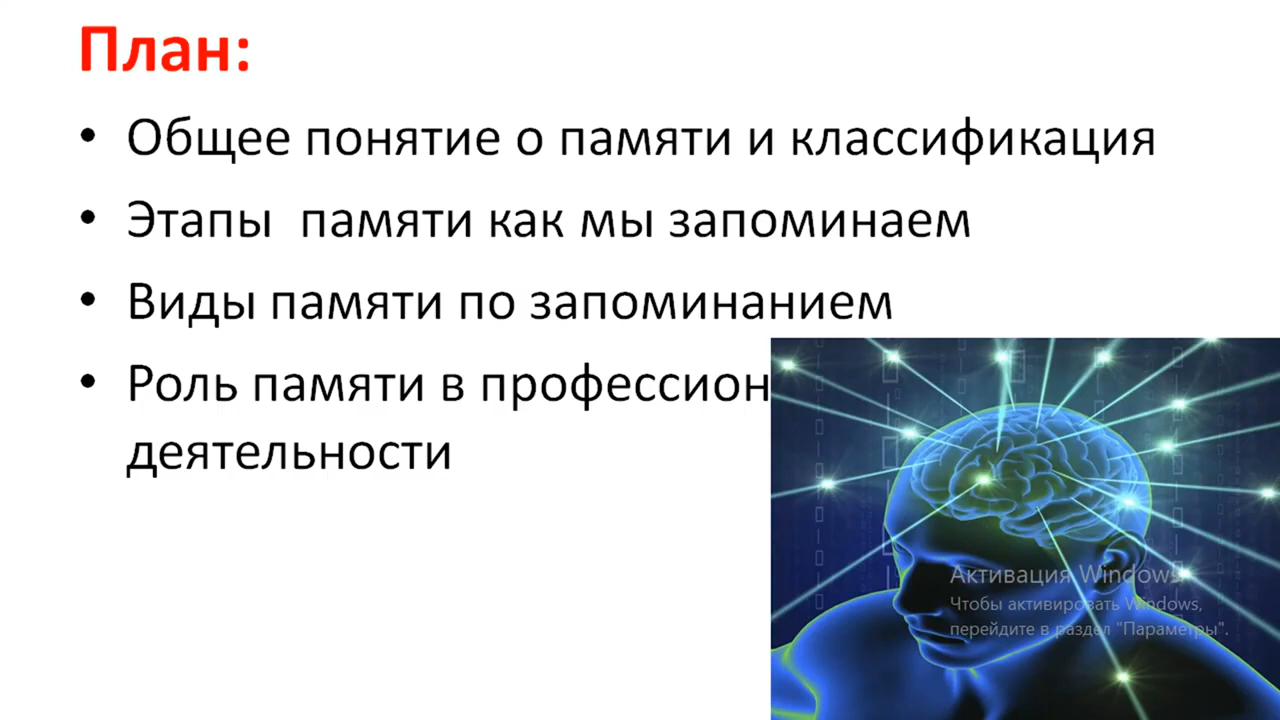 План:
• Общее понятие о памяти и классификация
• Этапы  памяти как мы запоминаем
• Виды памяти по запоминанием
• Роль памяти в профессион
деятельности
Активация Windows
Чтобы активировать Windows,
перейдите в раздел "Параметры".